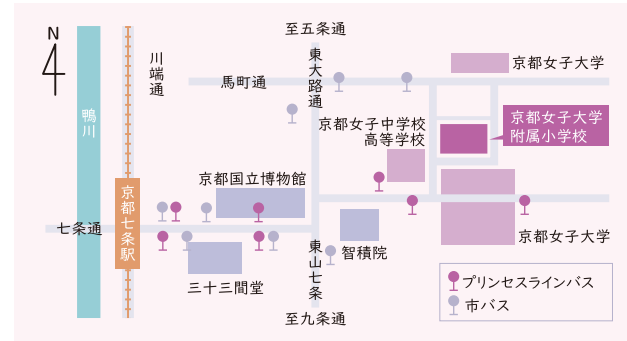 至五条通
N
川端通
東大路通
馬町通
京都女子大学
鴨川
京都女子中学校
高等学校
京都女子大学
附属小学校
京都国立博物館
京都七条駅
七条通
東山七条
智積院
京都女子大学
三十三間堂
至九条通
プリンセスラインバス
市バス